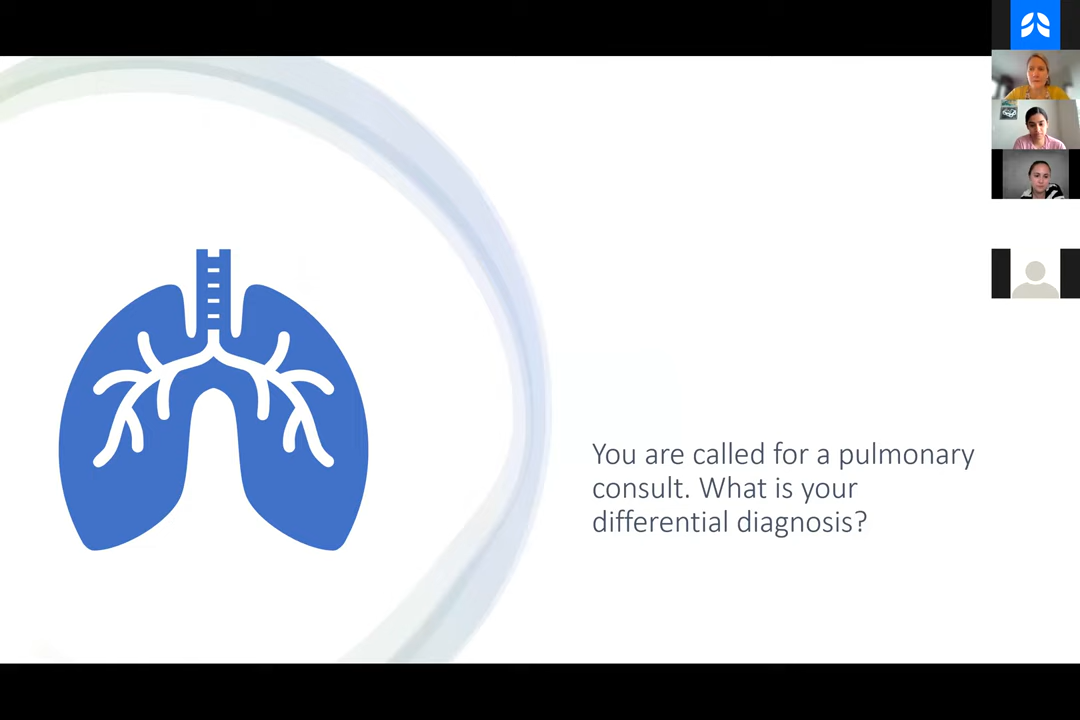 You are called for a pulmonary
consult. What is your
differential diagnosis?